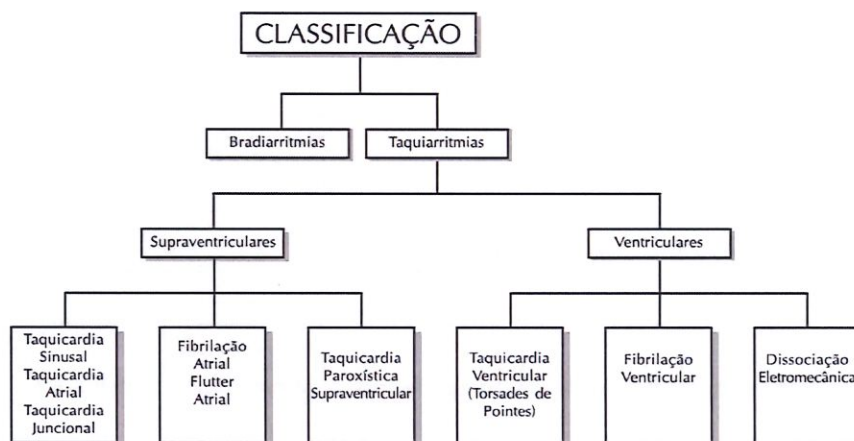 CLASSIFICAÇÃO
Bradiarritmias
Taquiarritmias
Supraventriculares
Ventriculares
Taquicardia
Sinusal
Taquicardia
Atrial
Taquicardia
Juncional
Fibrilação
Atrial
Flutter
Atrial
Taquicardia
Paroxística
Supraventricular
Taquicardia
Ventricular
(Torsades de
Pointes)
Fibrilação
Ventricular
Dissociação
Eletromecânica